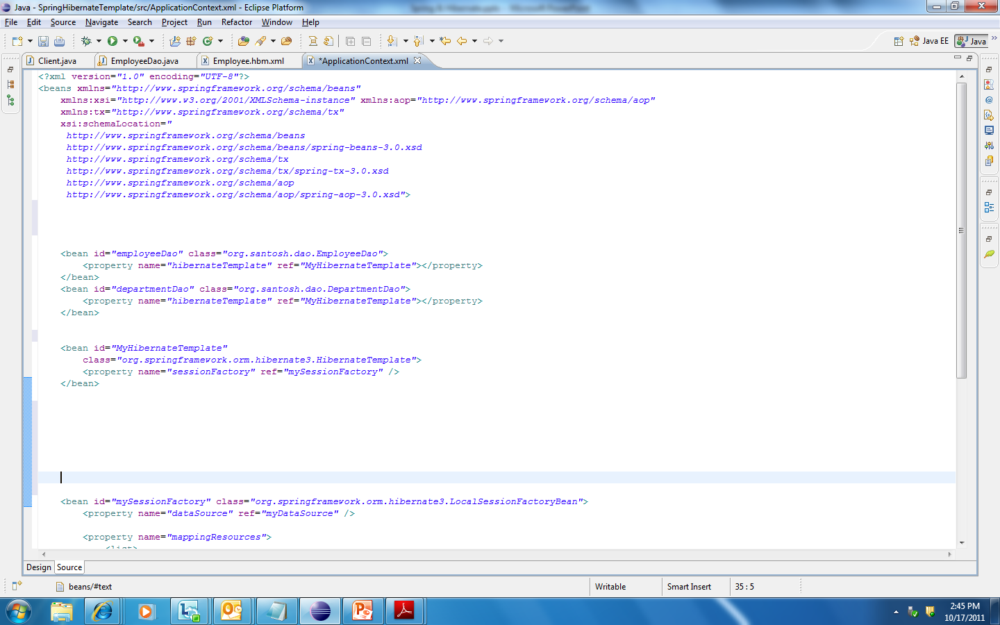 Java - SpringHibernateTemplate/src/ApplicationContext.xml - Eclipse Platform
File Edit Source Navigate Search Project Run Refactor Window Help
Java EE Java »
Client.java EmployeeDao.java Employee.hbm.xml *ApplicationContext.xml
<?xml version="1.0" encoding="UTF-8"?>
<beans xmlns="http://www.springframework.org/schema/beans"
xmlns:xsi="http://www.w3.org/2001/XMLSchema-instance" xmlns:aop="http://www.springframework.org/schema/aop"
xmlns:tx="http://www.springframework.org/schema/tx"
xsi:schemaLocation="
http://www.springframework.org/schema/beans
http://www.springframework.org/schema/beans/spring-beans-3.0.xsd
http://www.springframework.org/schema/tx
http://www.springframework.org/schema/tx/spring-tx-3.0.xsd
http://www.springframework.org/schema/aop
http://www.springframework.org/schema/aop/spring-aop-3.0.xsd">
<bean id="employeeDao" class="org.santosh.dao.EmployeeDao">
<property name="hibernateTemplate" ref="MyHibernateTemplate"></property>
</bean>
<bean id="departmentDao" class="org.santosh.dao.DepartmentDao">
<property name="hibernateTemplate" ref="MyHibernateTemplate"></property>
</bean>
<bean id="MyHibernateTemplate"
class="org.springframework.orm.hibernate3.HibernateTemplate">
<property name="sessionFactory" ref="mySessionFactory" />
</bean>
<bean id="mySessionFactory" class="org.springframework.orm.hibernate3.LocalSessionFactoryBean">
<property name="dataSource" ref="myDataSource" />
<property name="mappingResources">
<list>
Design Source
beans/#text Writable Smart Insert 35 : 5
2:45 PM
10/17/2011